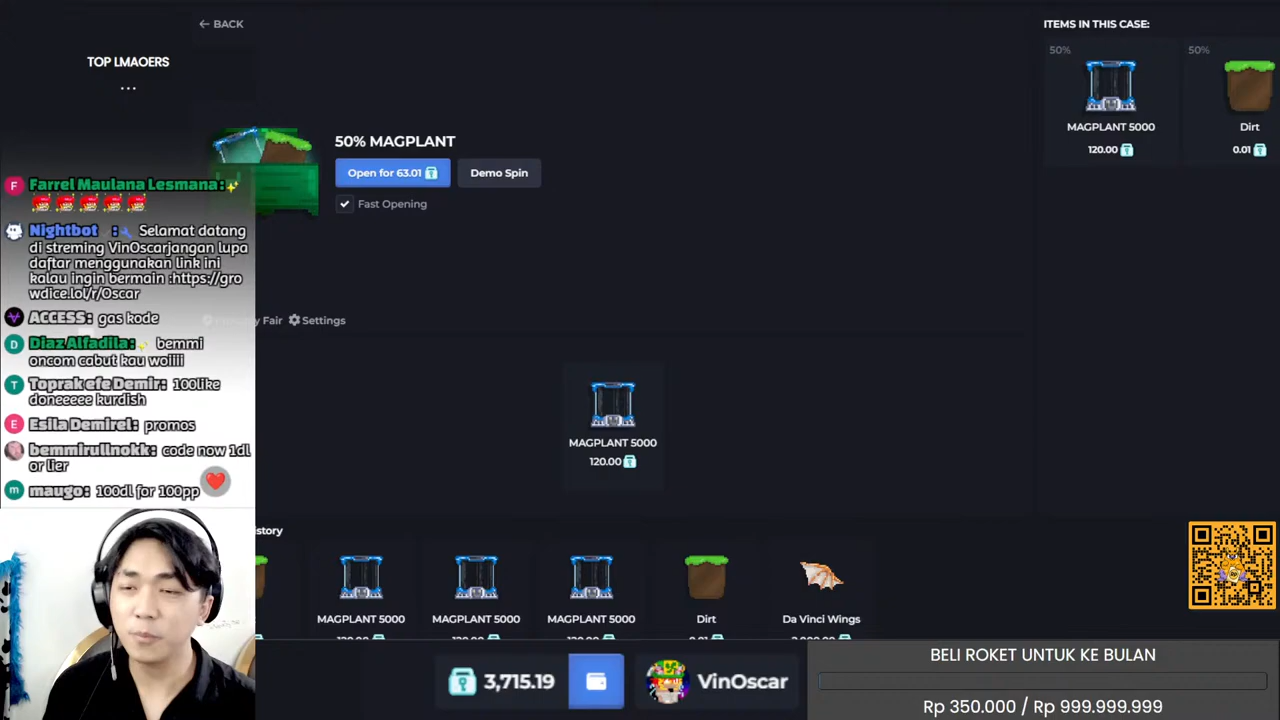 ← BACK
TOP LMAOERS
...
50% MAGPLANT
Open for 63.01
Demo Spin
Fast Opening
ITEMS IN THIS CASE:
50%
MAGPLANT 5000
120.00
50%
Dirt
0.01
Farrel Maulana Lesmana:
Nightbot : Selamat datang
di streming VinOscarjangan lupa
daftar menggunakan link ini
kalau ingin bermain :https://gro
wdice.lol/r/Oscar
ACCESS: gas kode
Diaz Alfadila: bemmi
oncom cabut kau woiiii
Toprak efe Demir: 100like
doneeeee kurdish
Esila Demirel: promos
bemmirullnokk: code now 1dl
or lier
maugo: 100dl for 100pp
Fair
Settings
MAGPLANT 5000
120.00
istory
MAGPLANT 5000
MAGPLANT 5000
MAGPLANT 5000
Dirt
Da Vinci Wings
3,715.19
VinOscar
BELI ROKET UNTUK KE BULAN
Rp 350.000 / Rp 999.999.999